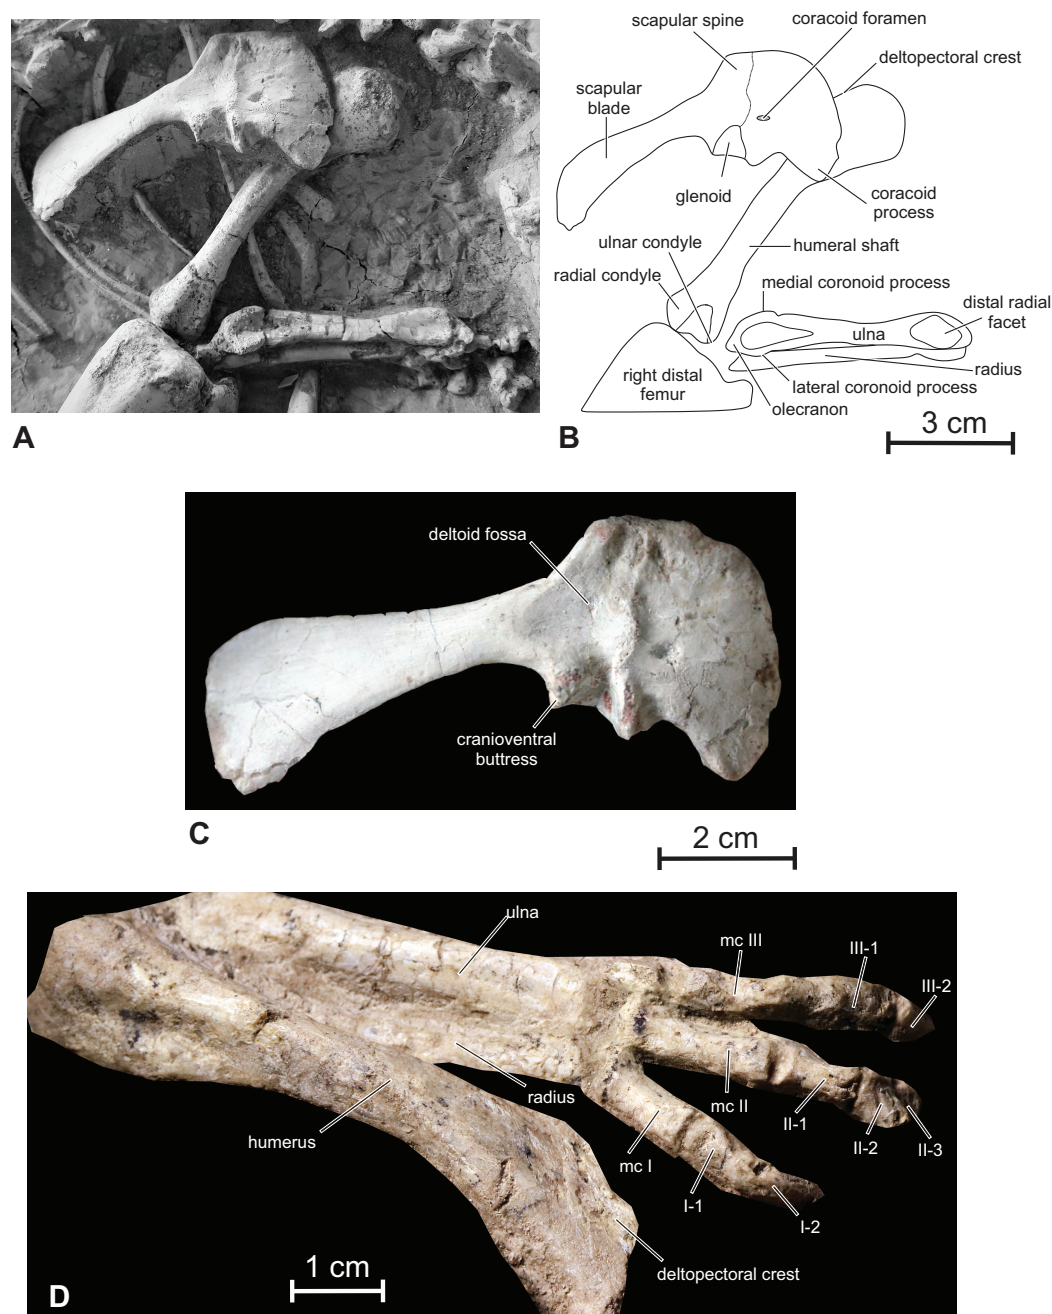 scapular spine
coracoid foramen
deltopectoral crest
scapular
blade
glenoid
coracoid
process
ulnar condyle
humeral shaft
radial condyle
medial coronoid process
distal radial
facet
ulna
radius
right distal
femur
lateral coronoid process
olecranon
A
B
3 cm
deltoid fossa
cranioventral
buttress
C
2 cm
ulna
mc III
III-1
III-2
radius
mc II
II-1
II-2
II-3
humerus
mc I
I-1
I-2
deltopectoral crest
1 cm
D